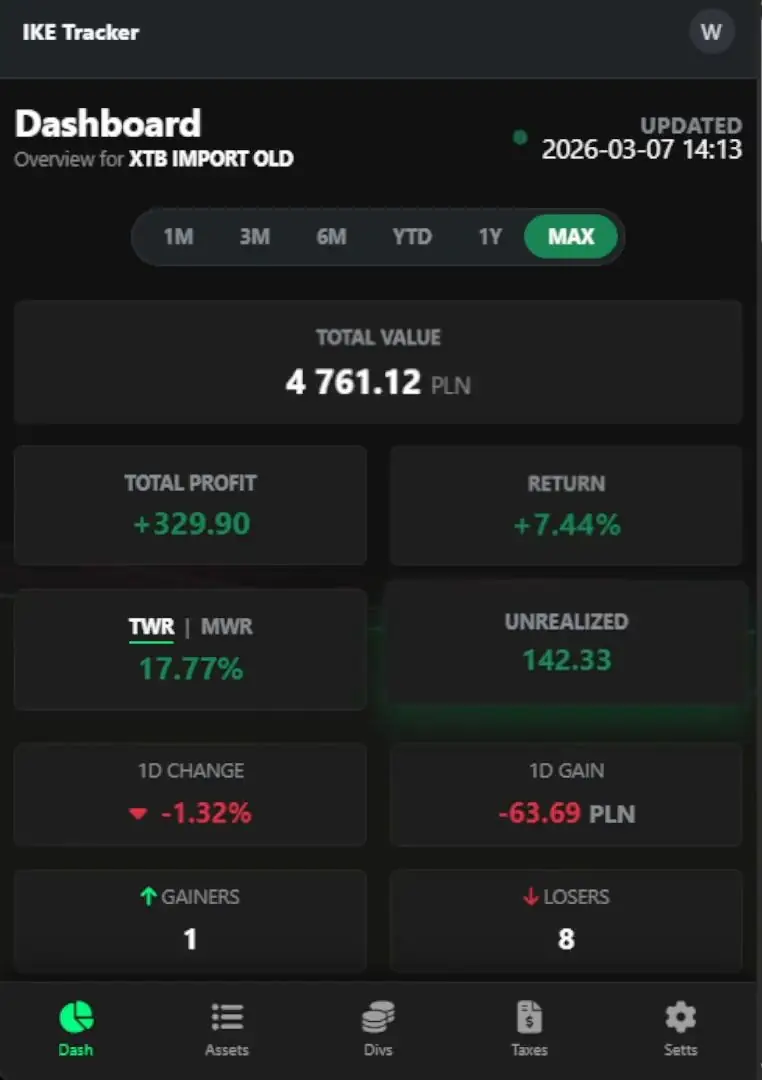 IKE Tracker
W
Dashboard
Overview for XTB IMPORT OLD
UPDATED
2026-03-07 14:13
1M 3M 6M YTD 1Y MAX
TOTAL VALUE
4 761.12 PLN
TOTAL PROFIT
+329.90
RETURN
+7.44%
TWR | MWR
17.77%
UNREALIZED
142.33
1D CHANGE
-1.32%
1D GAIN
-63.69 PLN
GAINERS
1
LOSERS
8
Dash Assets Divs Taxes Setts